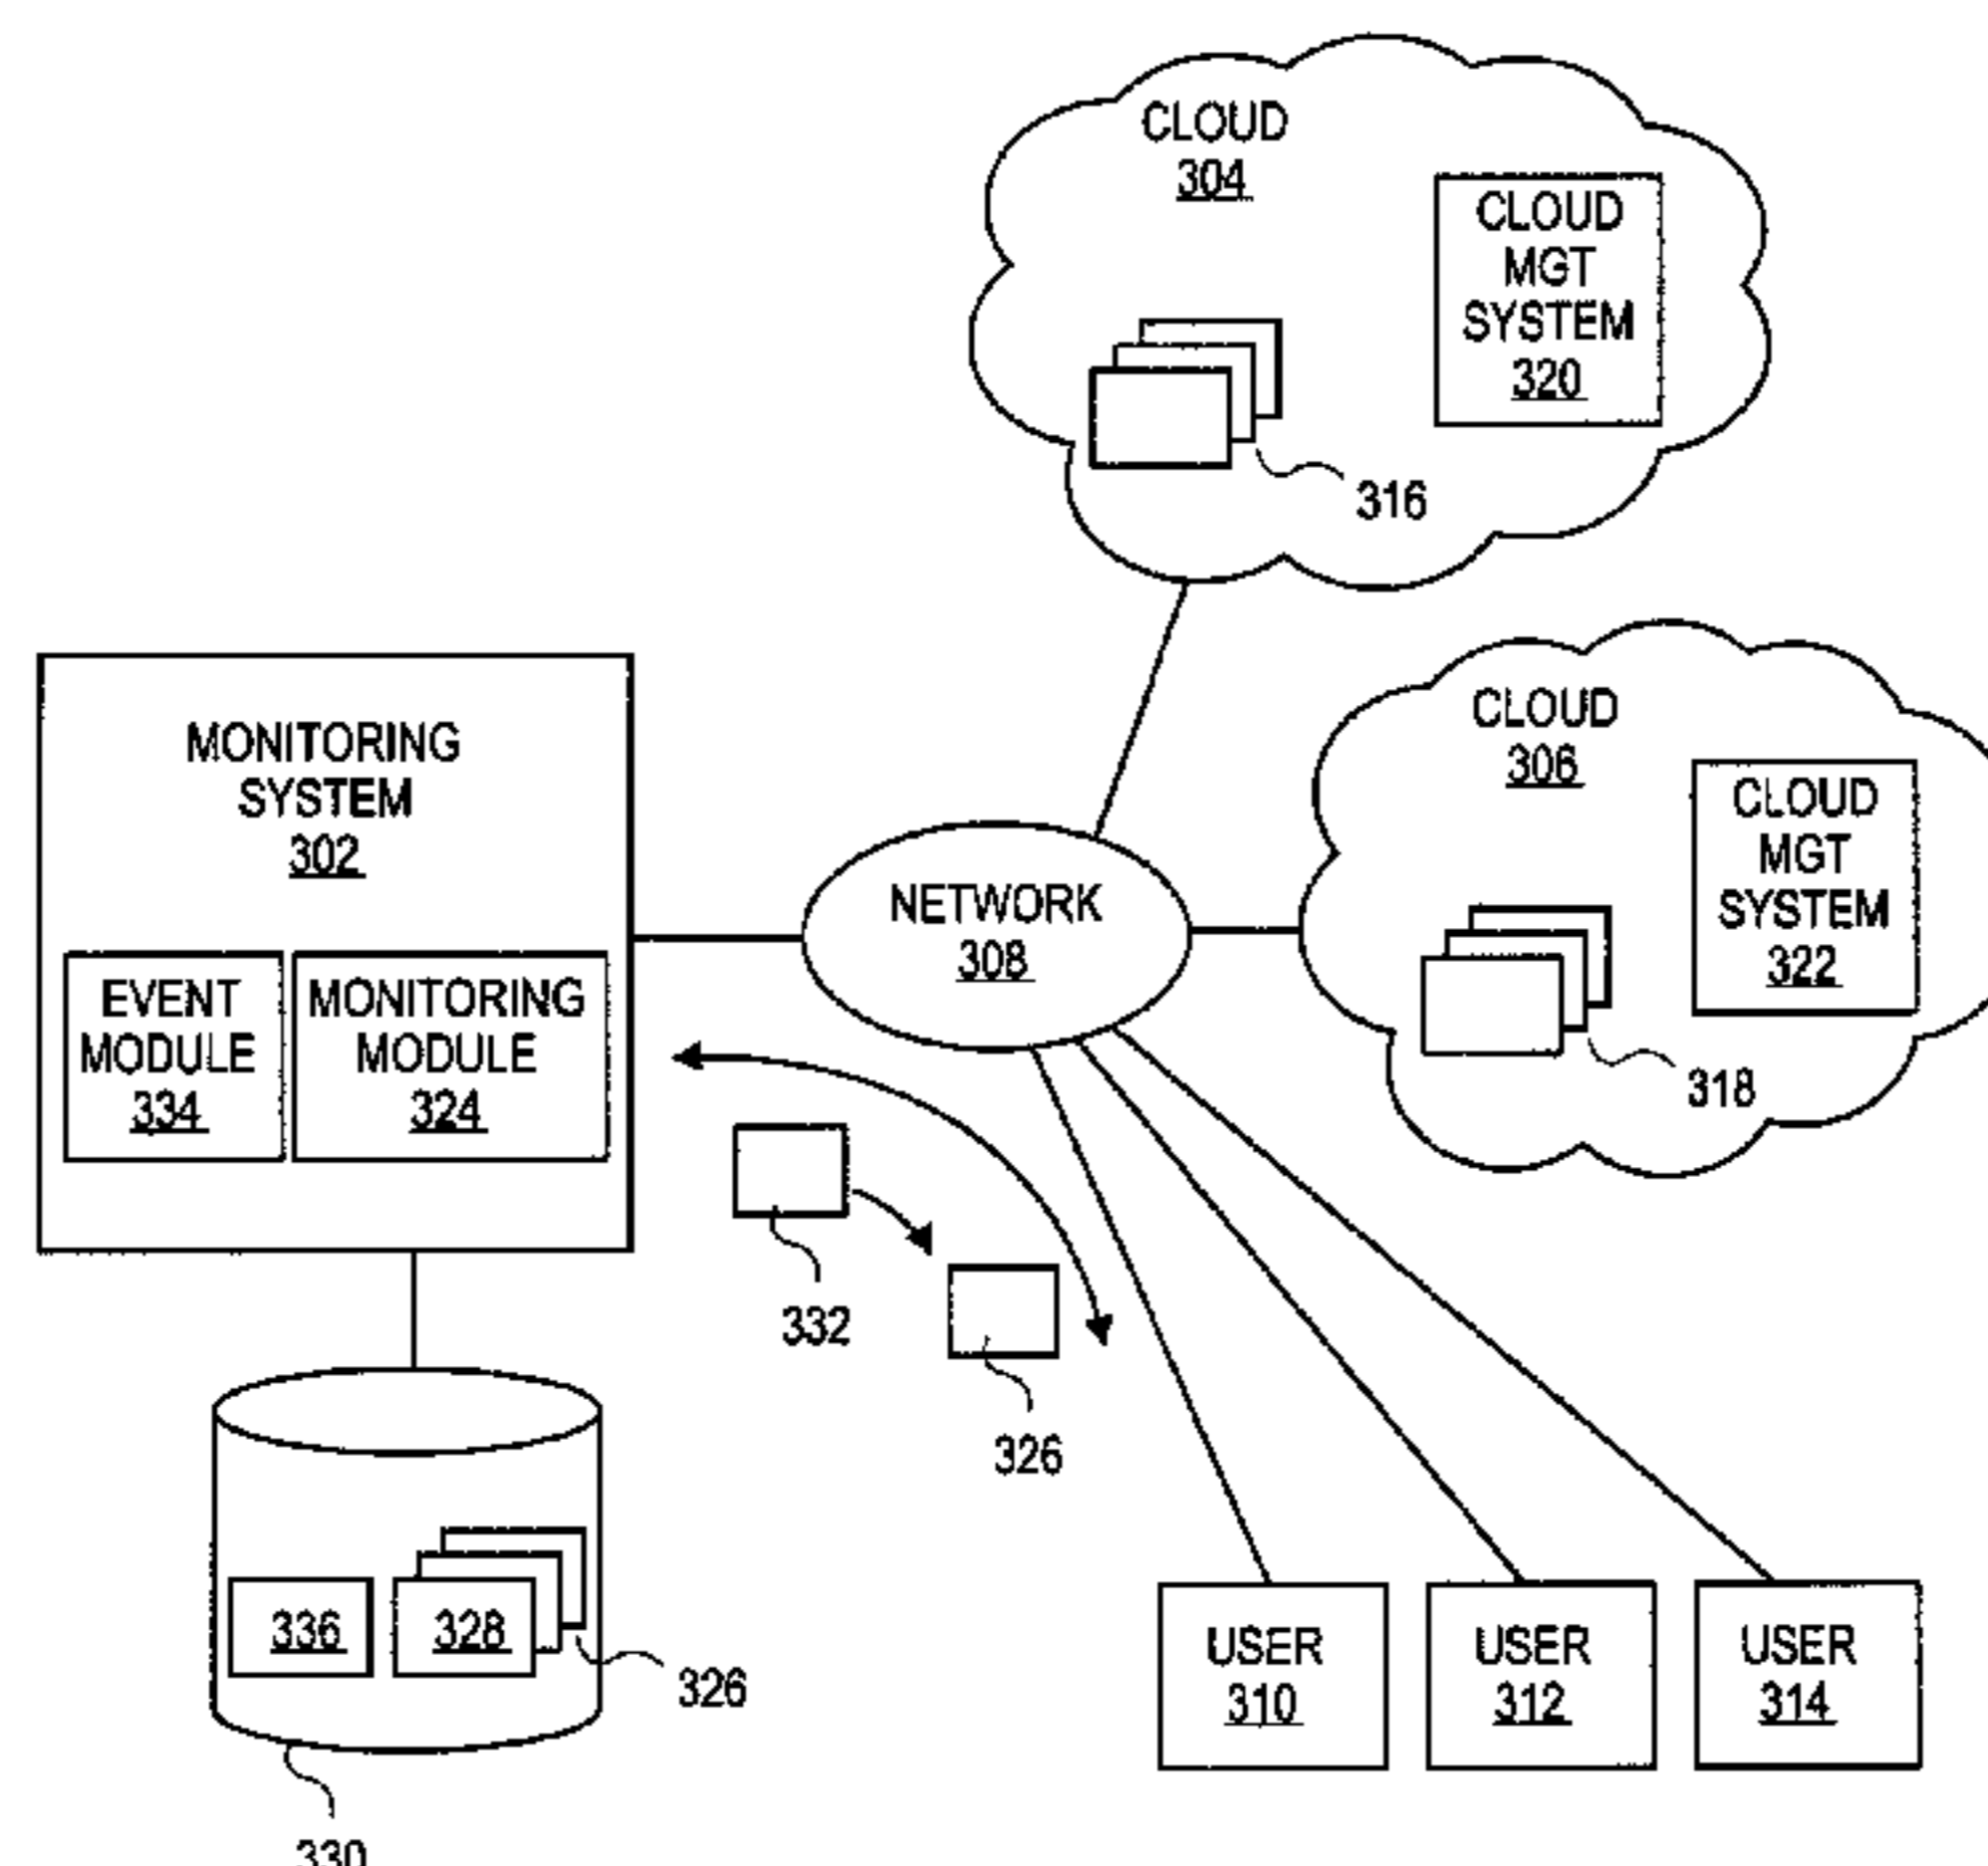 CLOUD
304
CLOUD
MGT
SYSTEM
320
316
MONITORING
SYSTEM
302
EVENT
MODULE
334
MONITORING
MODULE
324
NETWORK
308
CLOUD
306
CLOUD
MGT
SYSTEM
322
318
332
326
336
328
326
330
USER
310
USER
312
USER
314